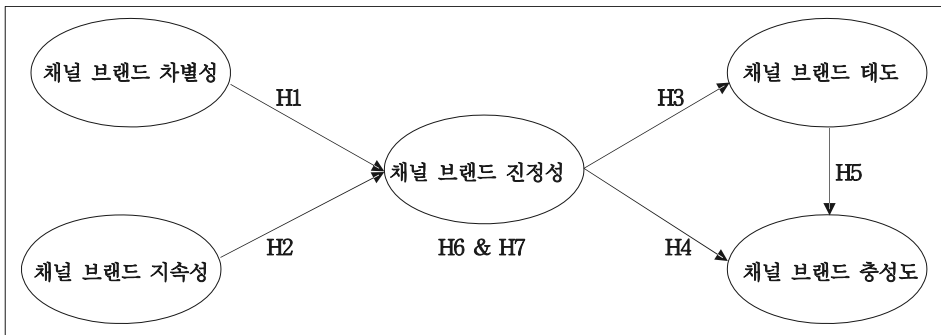 채널 브랜드 차별성
채널 브랜드 태도
H1
H3
채널 브랜드 진정성
H5
H2
H6 & H7
H4
채널 브랜드 지속성
채널 브랜드 충성도